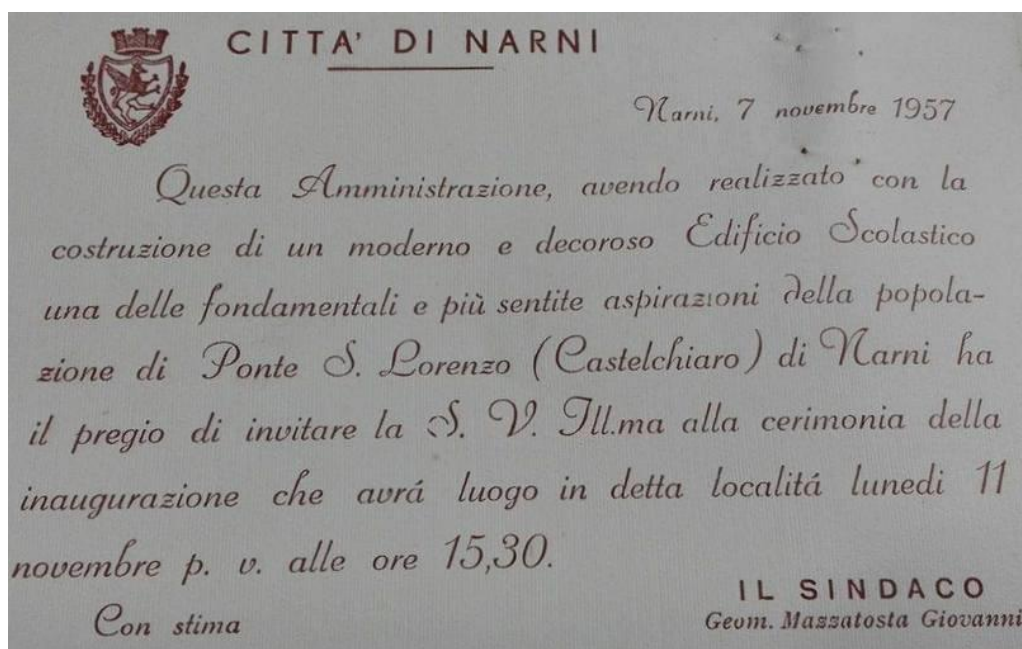 CITTA' DI NARNI
Narni, 7 novembre 1957
Questa Amministrazione, avendo realizzato con la
costruzione di un moderno e decoroso Edificio Scolastico
una delle fondamentali e più sentite aspirazioni della popola-
zione di Ponte S. Lorenzo (Castelchiaro) di Narni ha
il pregio di invitare la S. V. Ill.ma alla cerimonia della
inaugurazione che avrá luogo in detta localitá lunedi 11
novembre p. v. alle ore 15,30.
Con stima
IL SINDACO
Geom. Mazzatosta Giovanni